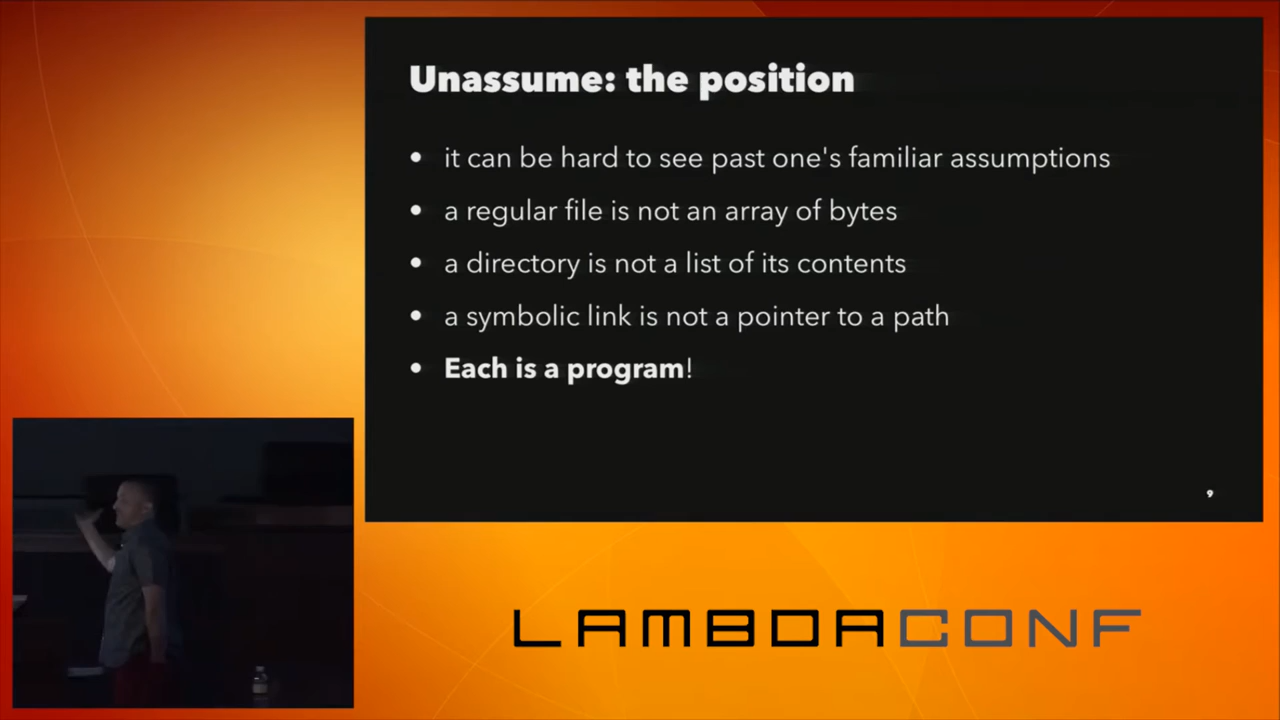 Unassume: the position
• it can be hard to see past one's familiar assumptions
• a regular file is not an array of bytes
• a directory is not a list of its contents
• a symbolic link is not a pointer to a path
• Each is a program!
9
LAMBDACONF